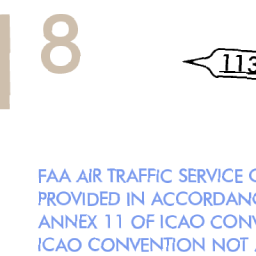 8
113
FAA AIR TRAFFIC SERVICE
PROVIDED IN ACCORDANC
ANNEX 11 OF ICAO CONV
ICAO CONVENTION NOT